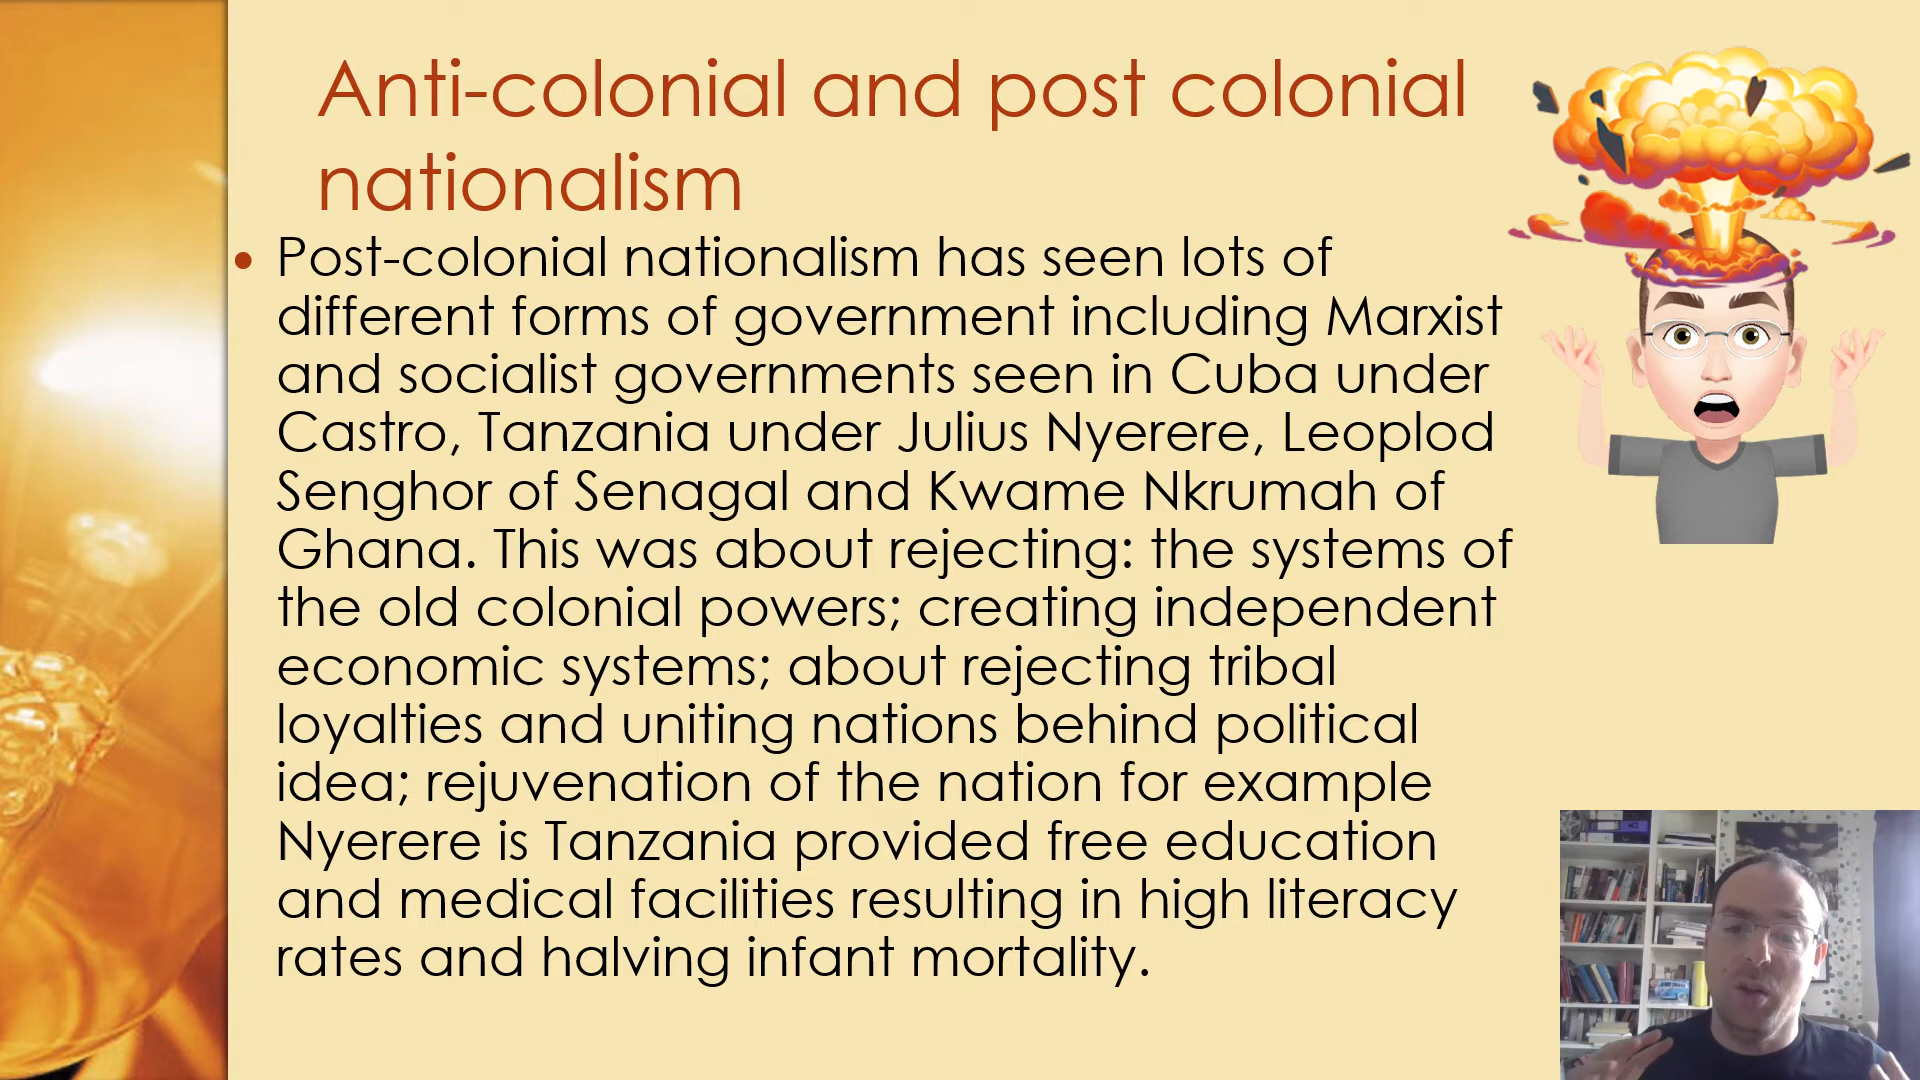 Anti-colonial and post colonial
nationalism
• Post-colonial nationalism has seen lots of
different forms of government including Marxist
and socialist governments seen in Cuba under
Castro, Tanzania under Julius Nyerere, Leoplod
Senghor of Senagal and Kwame Nkrumah of
Ghana. This was about rejecting: the systems of
the old colonial powers; creating independent
economic systems; about rejecting tribal
loyalties and uniting nations behind political
idea; rejuvenation of the nation for example
Nyerere is Tanzania provided free education
and medical facilities resulting in high literacy
rates and halving infant mortality.